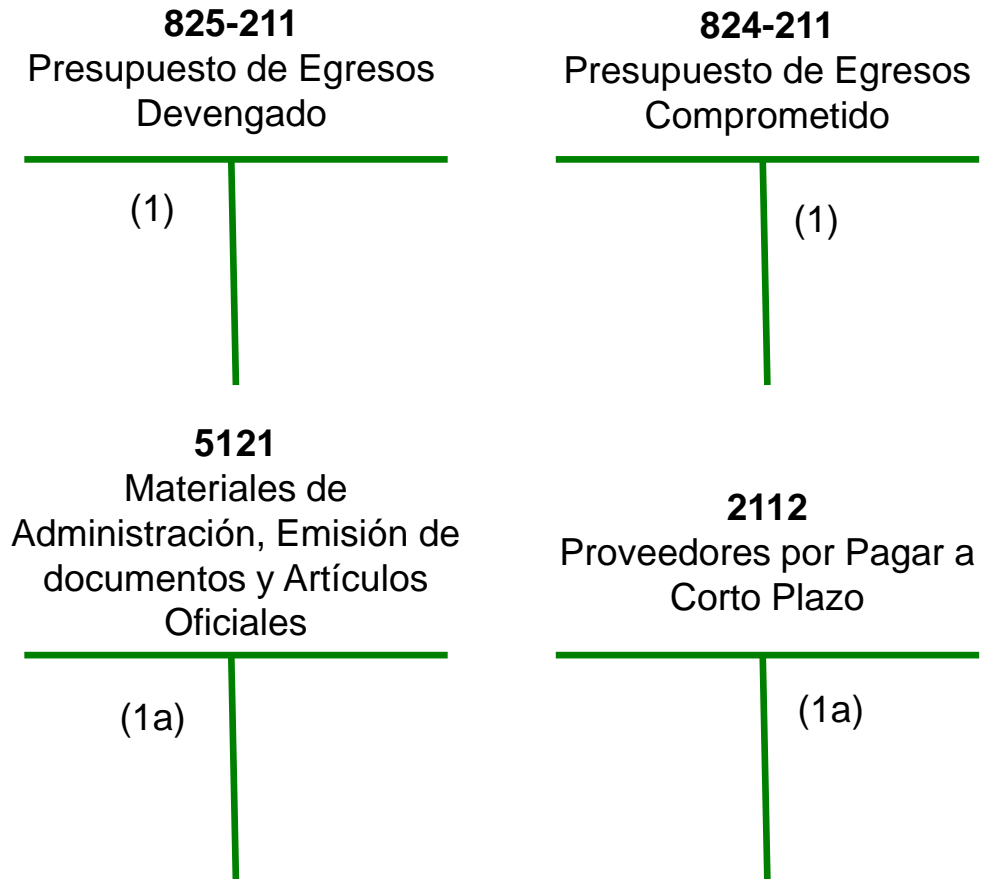 825-211
Presupuesto de Egresos
Devengado
(1)
824-211
Presupuesto de Egresos
Comprometido
(1)
5121
Materiales de
Administración, Emisión de
documentos y Artículos
Oficiales
(1a)
2112
Proveedores por Pagar a
Corto Plazo
(1a)